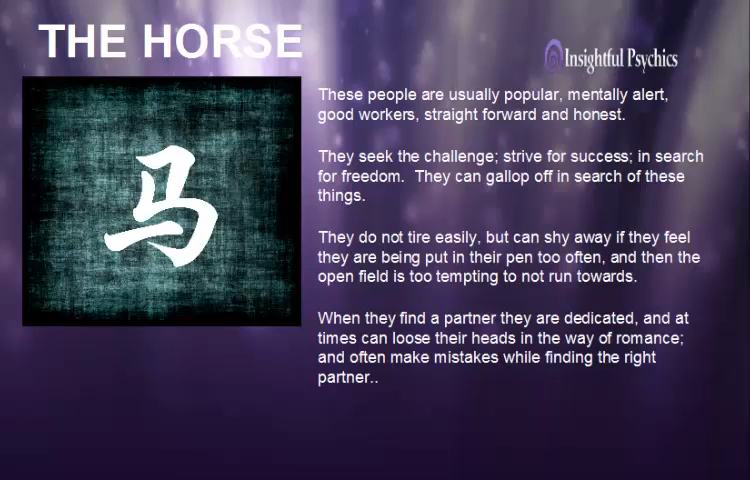 THE HORSE
Insightful Psychics
马
These people are usually popular, mentally alert,
good workers, straight forward and honest.
They seek the challenge; strive for success; in search
for freedom.  They can gallop off in search of these
things.
They do not tire easily, but can shy away if they feel
they are being put in their pen too often, and then the
open field is too tempting to not run towards.
When they find a partner they are dedicated, and at
times can loose their heads in the way of romance;
and often make mistakes while finding the right
partner..